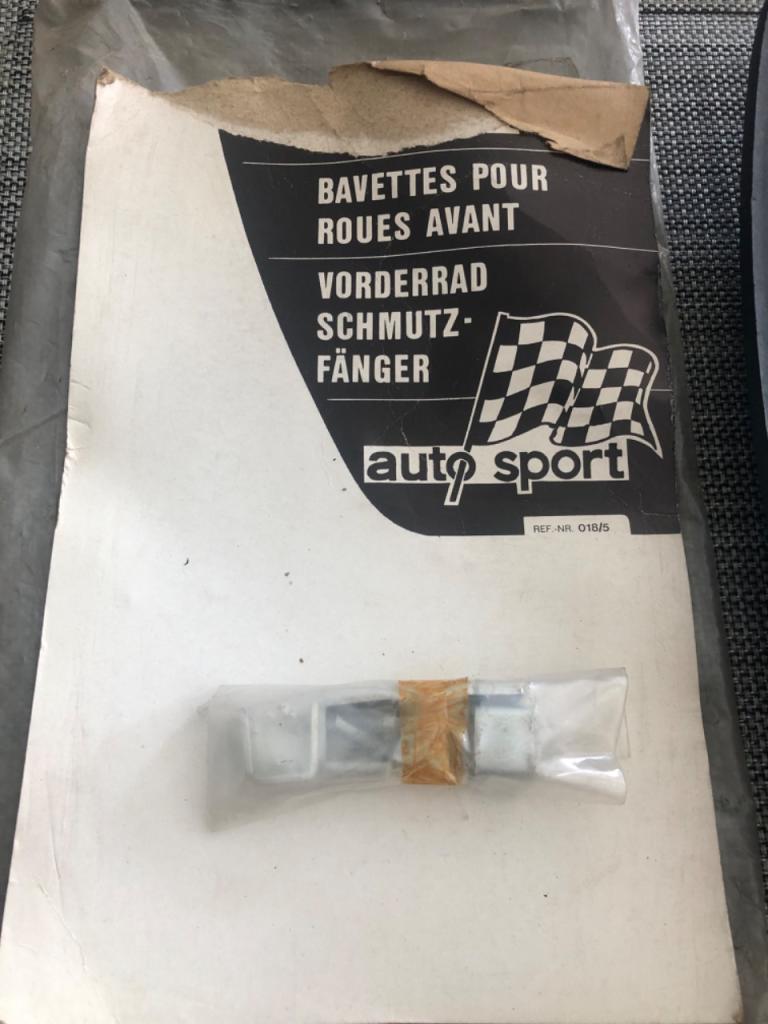 BAVETTES POUR
ROUES AVANT
VORDERRAD
SCHMUTZ-
FÄNGER
auto sport
REF.-NR. 018/5